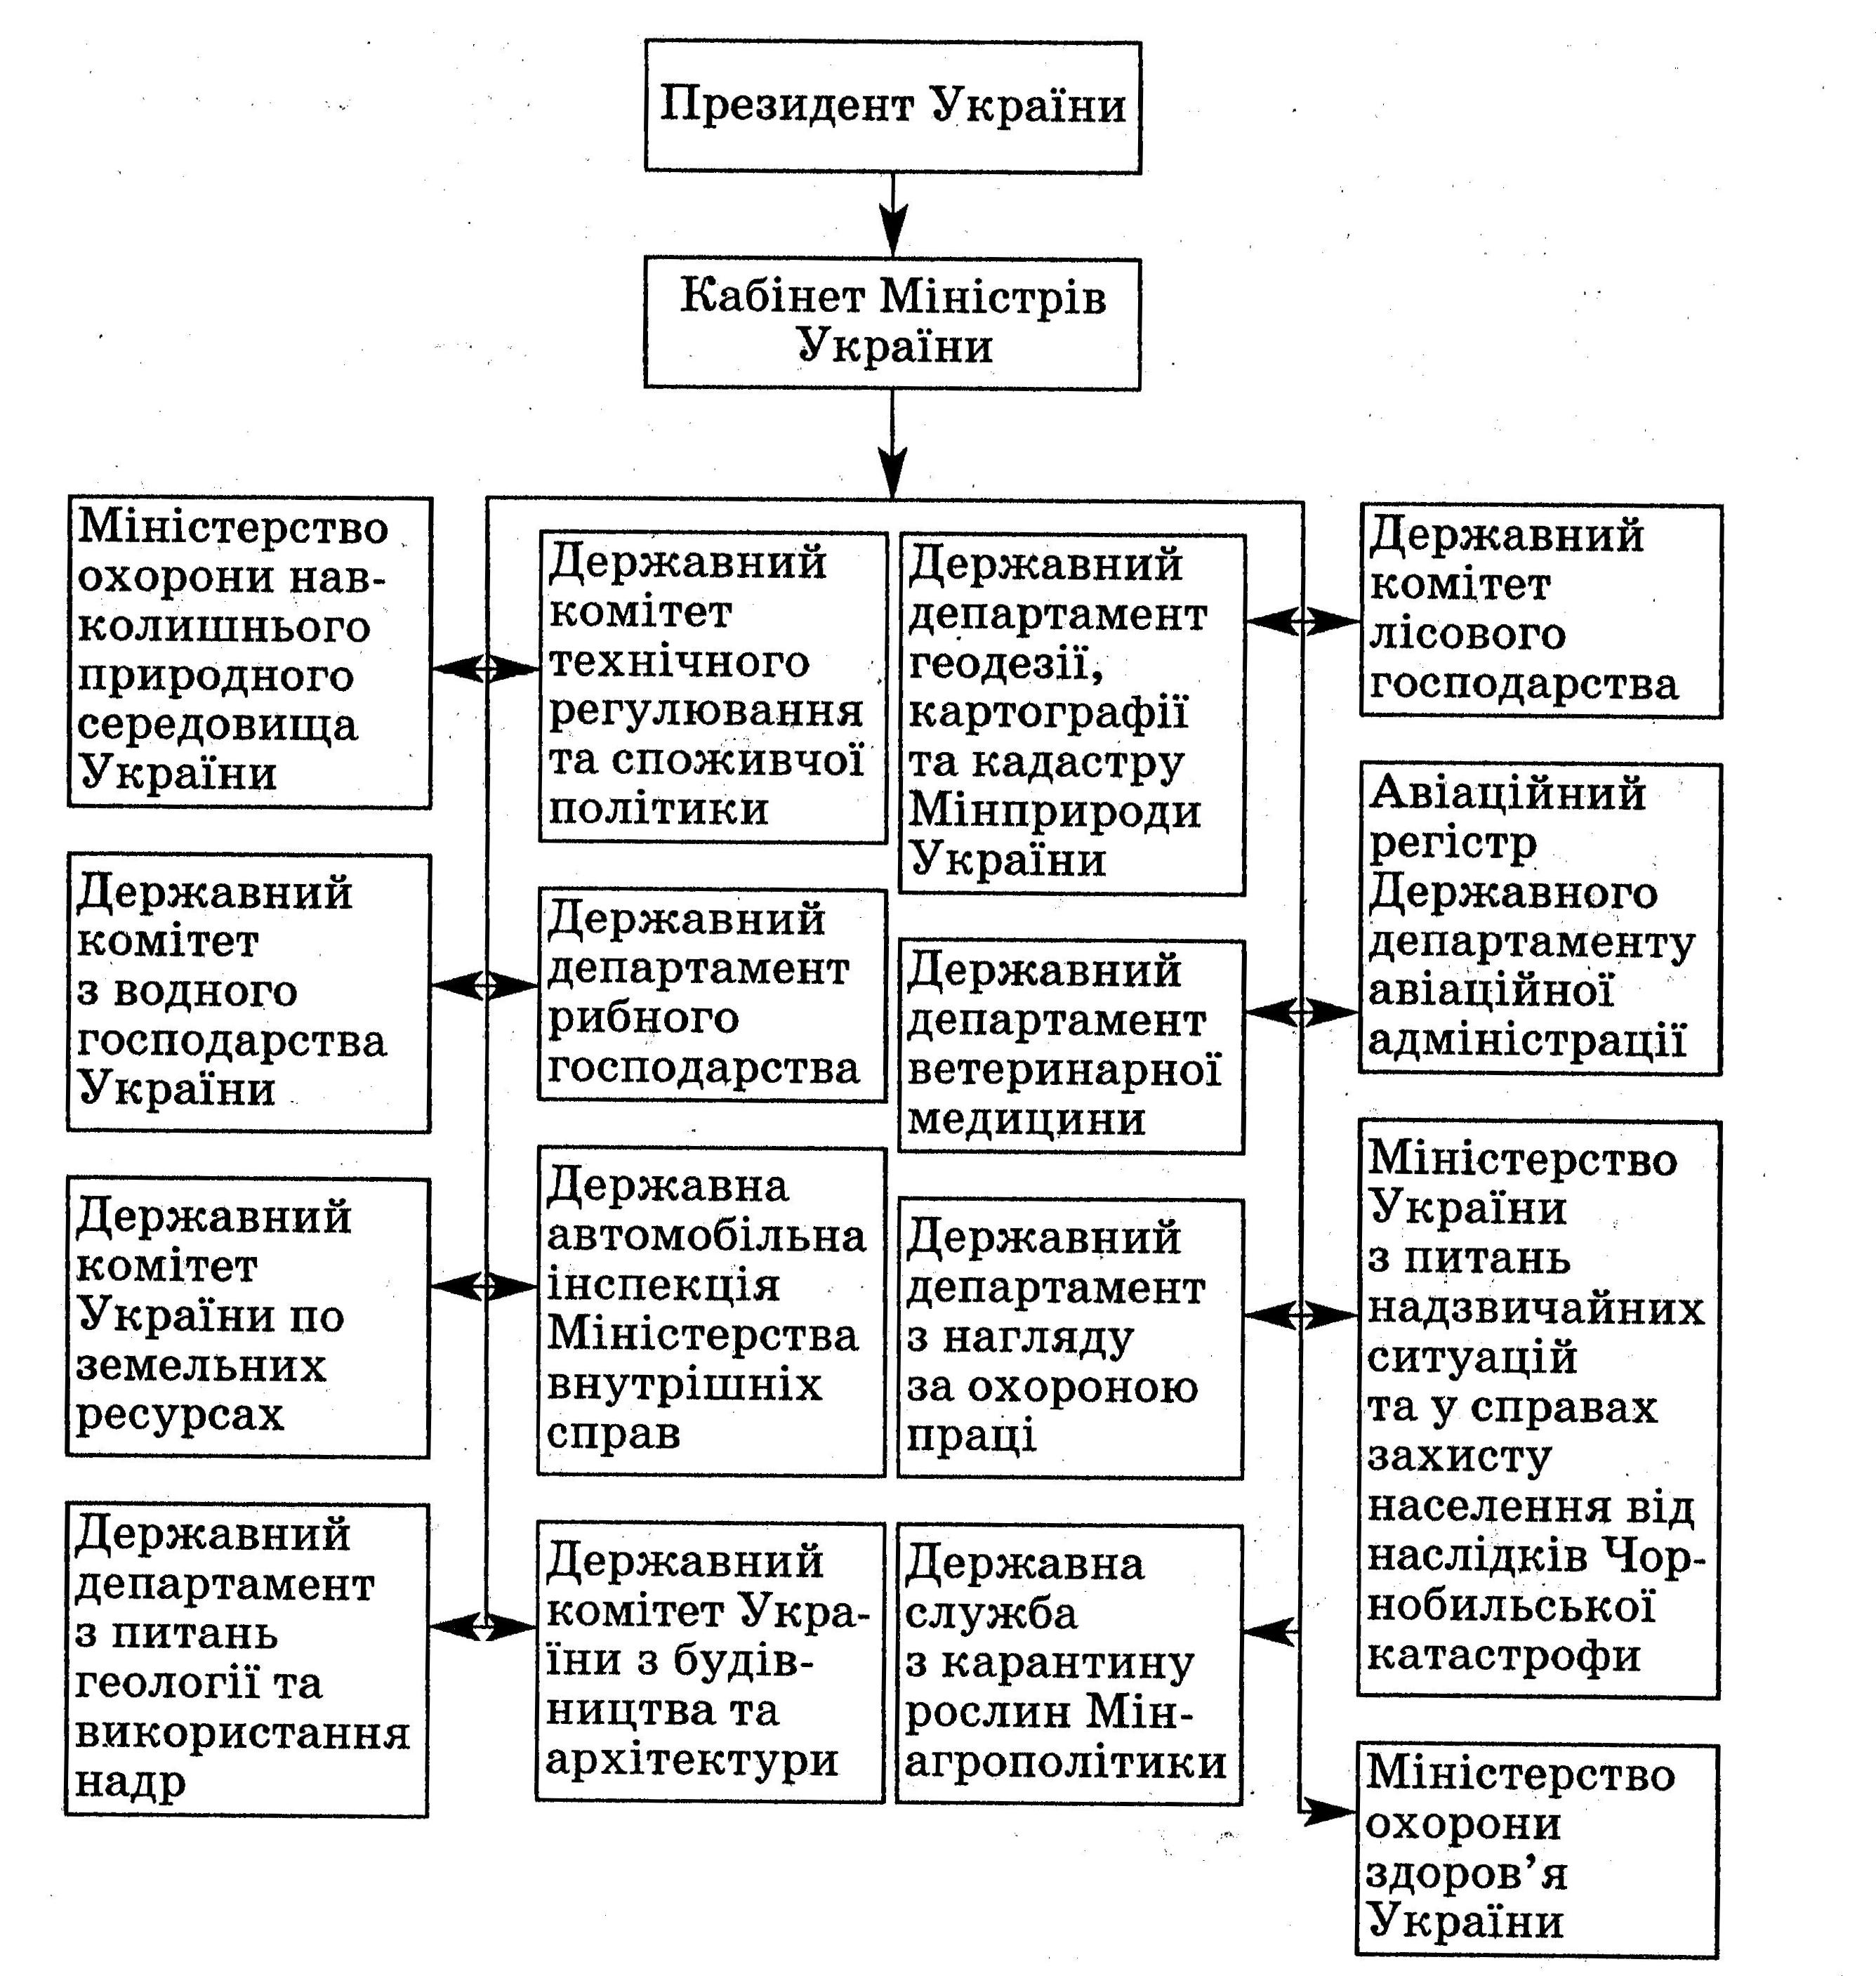 Президент України
Кабінет Міністрів
України
Міністерство
охорони нав-
колишнього
природного
середовища
України
Державний
комітет
з водного
господарства
України
Державний
комітет
України по
земельних
ресурсах
Державний
департамент
з питань
геології та
використання
надр
Державний
комітет
технічного
регулювання
та споживчої
політики
Державний
департамент
рибного
господарства
Державна
автомобільна
інспекція
Міністерства
внутрішніх
справ
Державний
комітет Укра-
їни з будів-
ництва та
архітектури
Державний
департамент
геодезії,
картографії
та кадастру
Мінприроди
України
Державний
департамент
ветеринарної
медицини
Державний
департамент
з нагляду
за охороною
праці
Державна
служба
з карантину
рослин Мін-
агрополітики
Державний
комітет
лісового
господарства
Авіаційний
регістр
Державного
департаменту
авіаційної
адміністрації
Міністерство
України
з питань
надзвичайних
ситуацій
та у справах
захисту
населення від
наслідків Чор-
нобильської
катастрофи
Міністерство
охорони
здоров’я
України